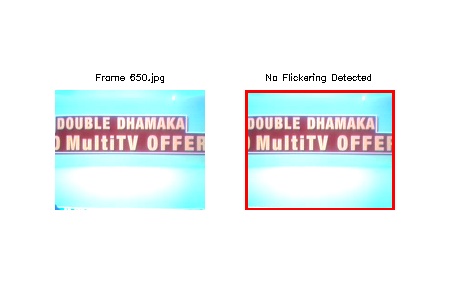 Frame 650.jpg
No Flickering Detected
DOUBLE DHAMAKA
MultiTV OFFER
DOUBLE DHAMAKA
MultiTV OFFER